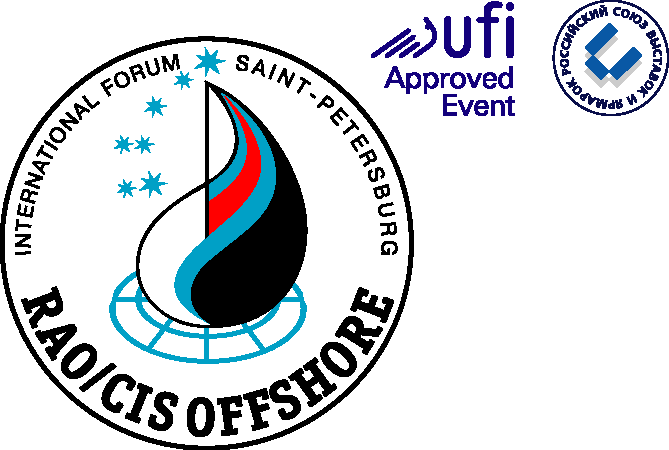 INTERNATIONAL FORUM SAINT-PETERSBURG
RAO/CIS OFFSHORE
ufi
Approved
Event
РОССИЙСКИЙ СОЮЗ ВЫСТАВОК И ЯРМАРОК